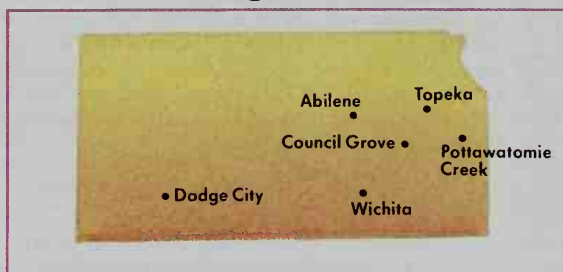 Abilene
Topeka
Council Grove
Pottawatomie
Creek
Dodge City
Wichita